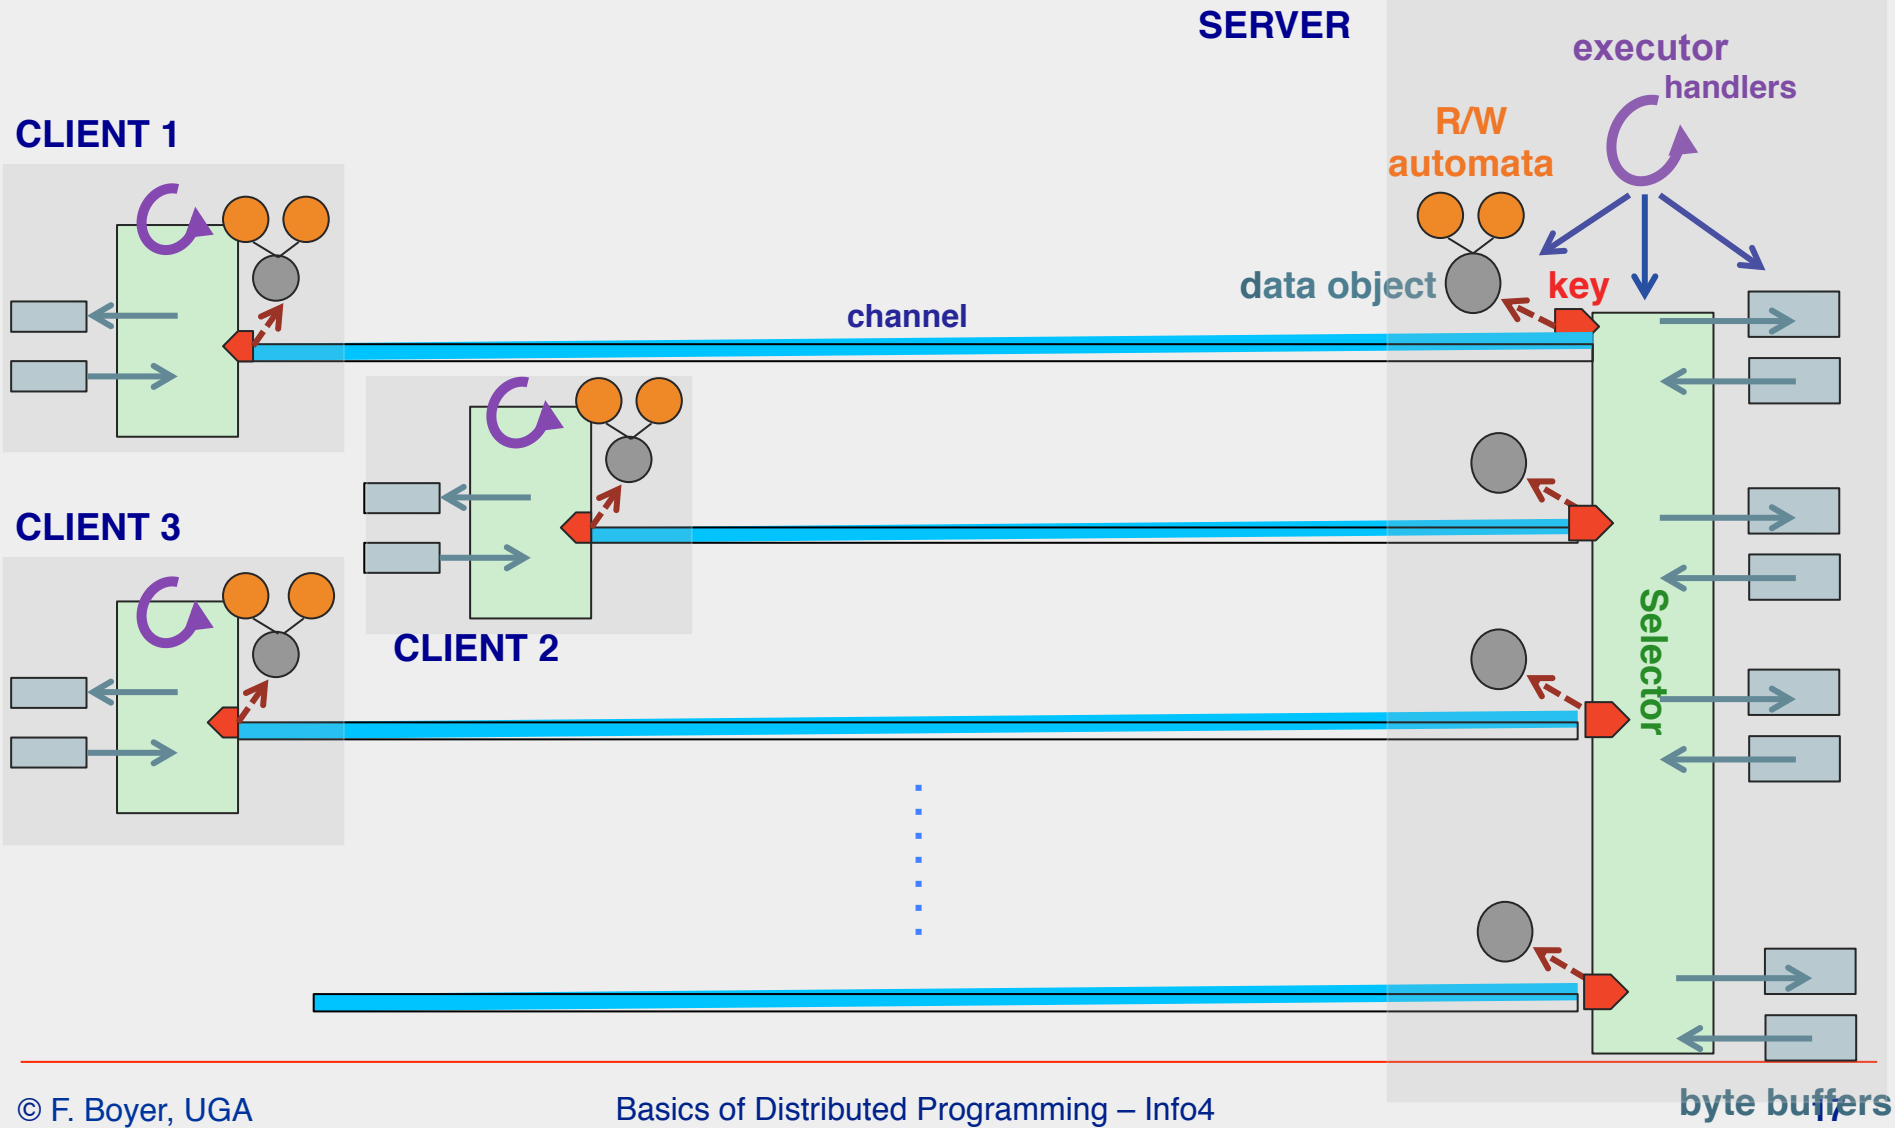 SERVER
executor
handlers
R/W
automata
CLIENT 1
data object
key
channel
CLIENT 3
CLIENT 2
Selector
© F. Boyer, UGA
Basics of Distributed Programming – Info4
byte buffers
17